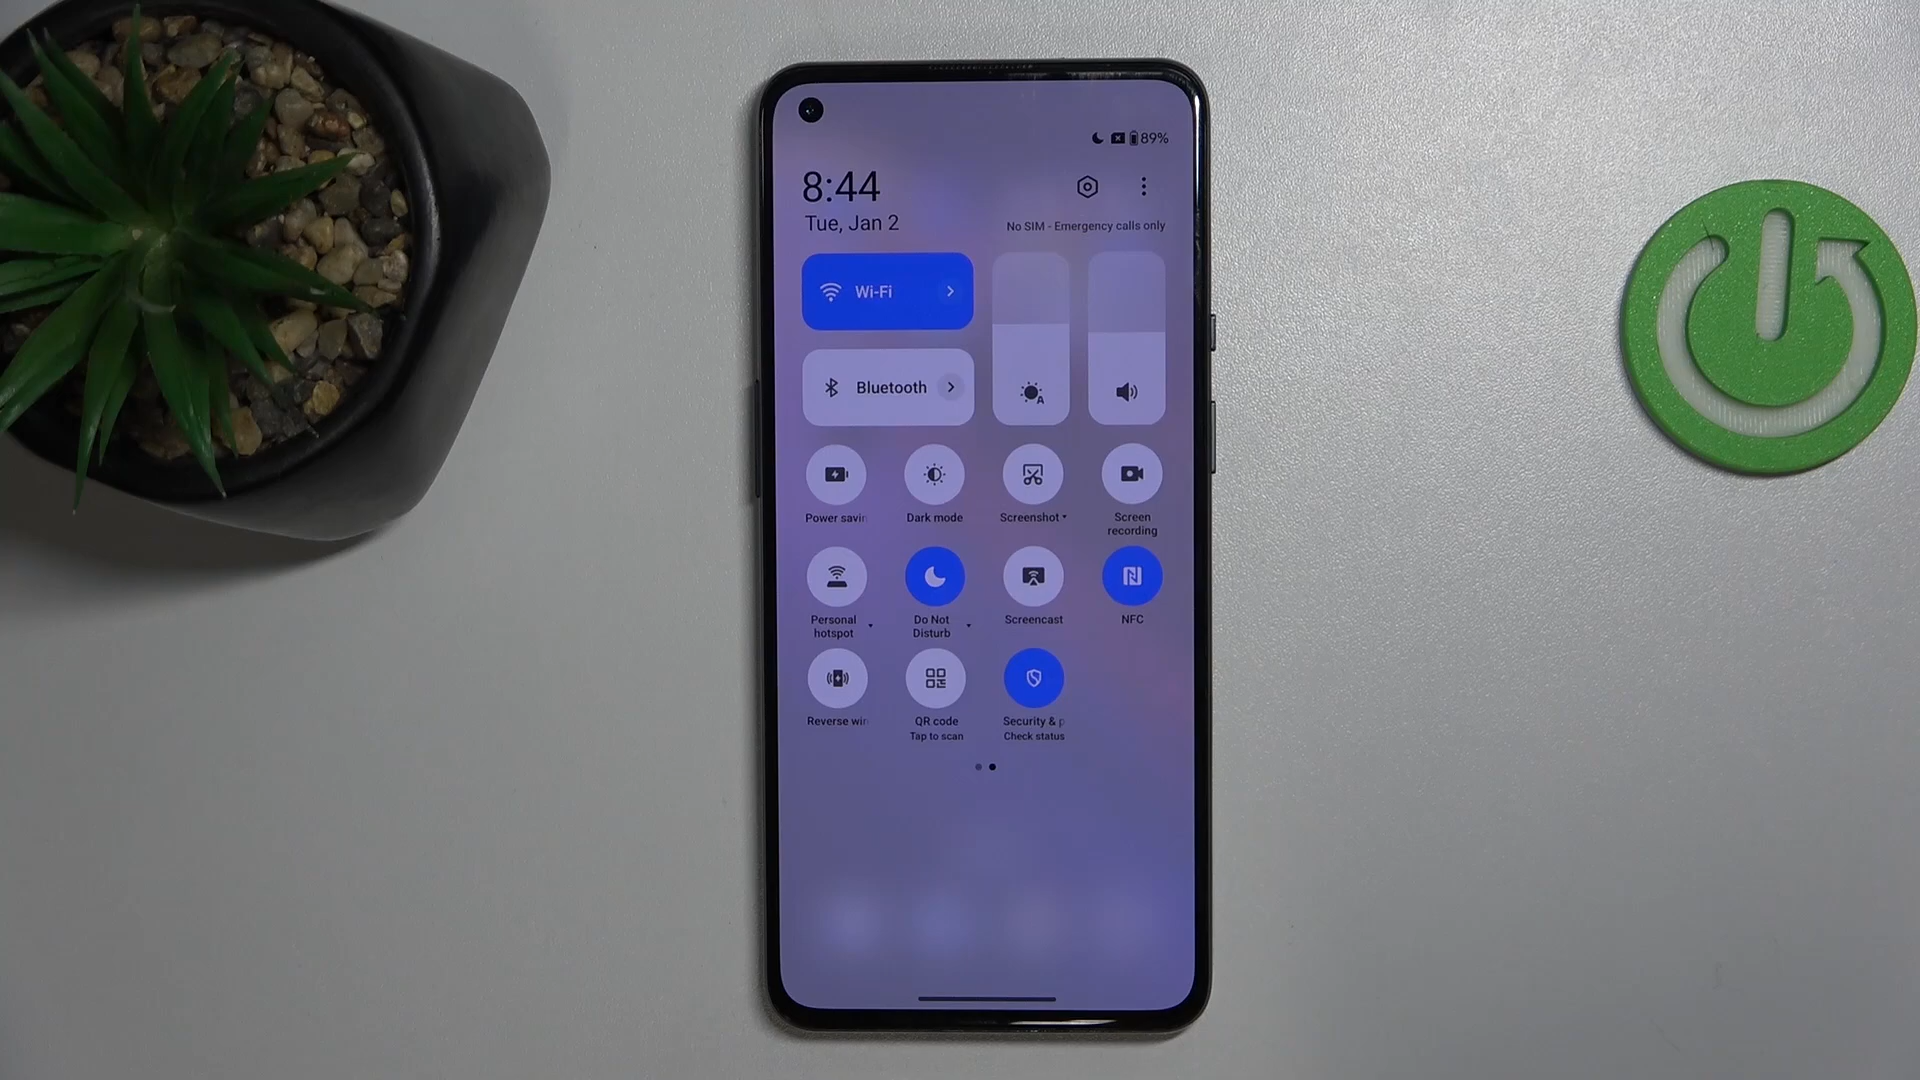 89%
8:44
Tue, Jan 2
No SIM - Emergency calls only
Wi-Fi
Bluetooth
Power savin
Dark mode
Screenshot
Screen
recording
Personal
hotspot
Do Not
Disturb
Screencast
NFC
Reverse wir
QR code
Tap to scan
Security & p
Check status